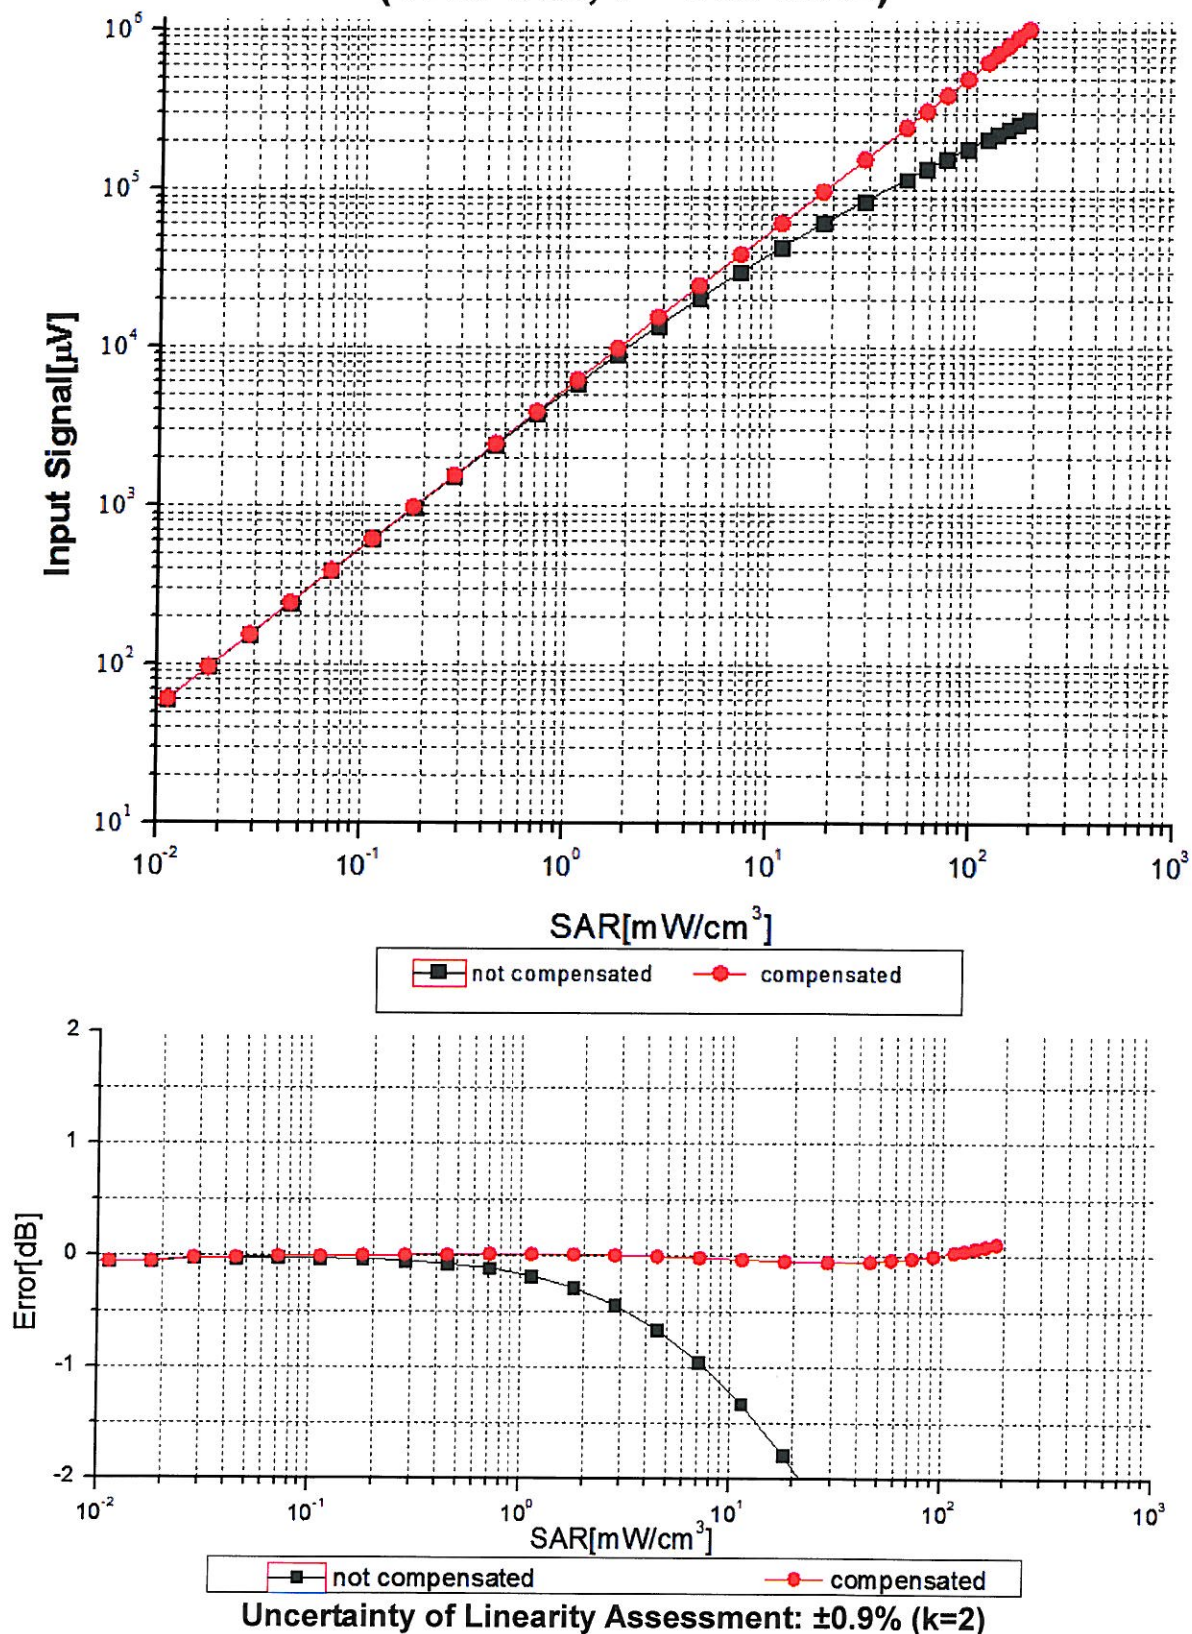 10⁶
10⁵
10⁴
10³
10²
10¹
Input Signal[µV]
10⁻² 10⁻¹ 10⁰ 10¹ 10² 10³
SAR[mW/cm³]
not compensated compensated
2
1
0
-1
-2
Error[dB]
10⁻² 10⁻¹ 10⁰ 10¹ 10² 10³
SAR[mW/cm³]
not compensated compensated
Uncertainty of Linearity Assessment: ±0.9% (k=2)